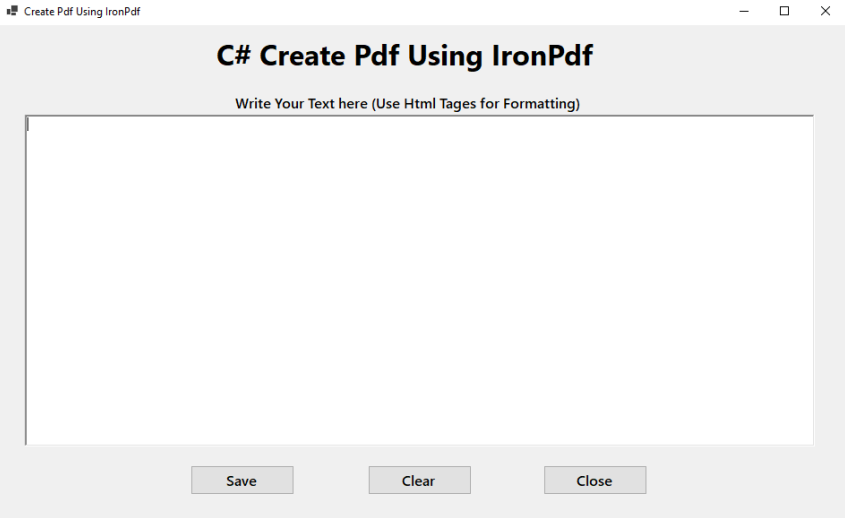 Create Pdf Using IronPdf
C# Create Pdf Using IronPdf
Write Your Text here (Use Html Tages for Formatting)
Save Clear Close